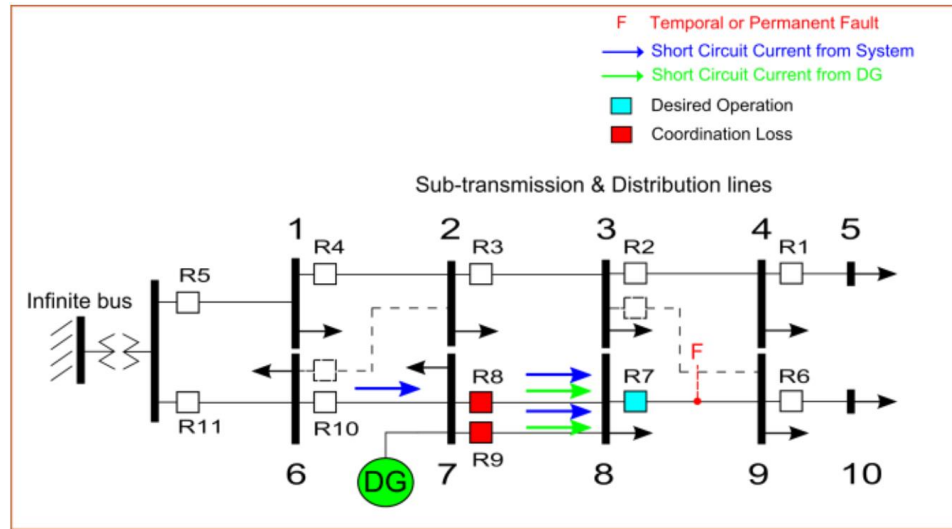 F Temporal or Permanent Fault
Short Circuit Current from System
Short Circuit Current from DG
Desired Operation
Coordination Loss
Sub-transmission & Distribution lines
1 2 3 4 5
R4 R3 R2 R1
R5
Infinite bus
F
R8 R7 R6
R11 R10
R9
6 7 8 9 10
DG